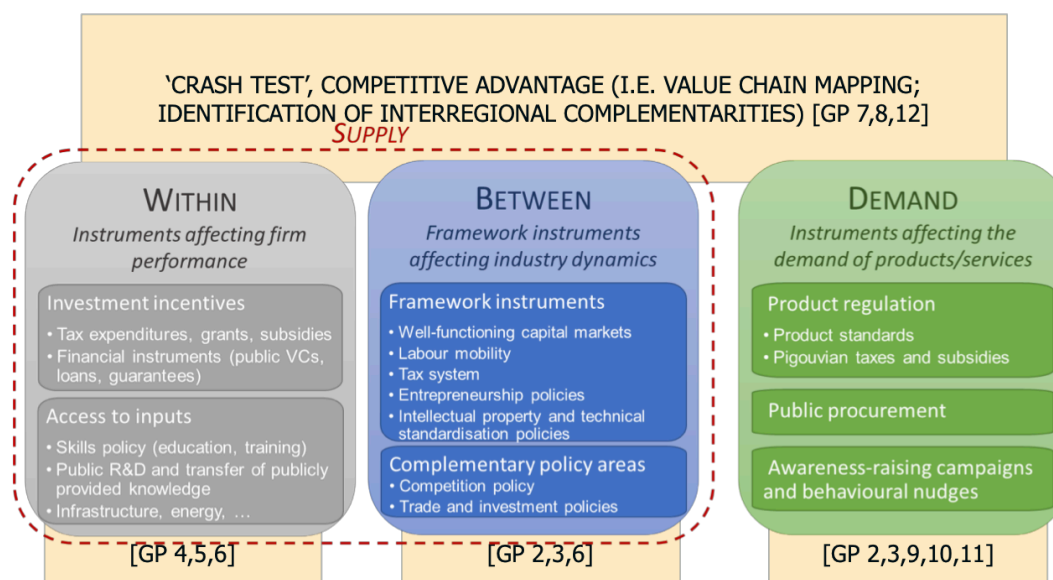 ‘CRASH TEST’, COMPETITIVE ADVANTAGE (I.E. VALUE CHAIN MAPPING;
IDENTIFICATION OF INTERREGIONAL COMPLEMENTARITIES) [GP 7,8,12]
SUPPLY
WITHIN
Instruments affecting firm
performance
Investment incentives
• Tax expenditures, grants, subsidies
• Financial instruments (public VCs,
loans, guarantees)
Access to inputs
• Skills policy (education, training)
• Public R&D and transfer of publicly
provided knowledge
• Infrastructure, energy, …
[GP 4,5,6]
BETWEEN
Framework instruments
affecting industry dynamics
Framework instruments
• Well-functioning capital markets
• Labour mobility
• Tax system
• Entrepreneurship policies
• Intellectual property and technical
standardisation policies
Complementary policy areas
• Competition policy
• Trade and investment policies
[GP 2,3,6]
DEMAND
Instruments affecting the
demand of products/services
Product regulation
• Product standards
• Pigouvian taxes and subsidies
Public procurement
Awareness-raising campaigns
and behavioural nudges
[GP 2,3,9,10,11]